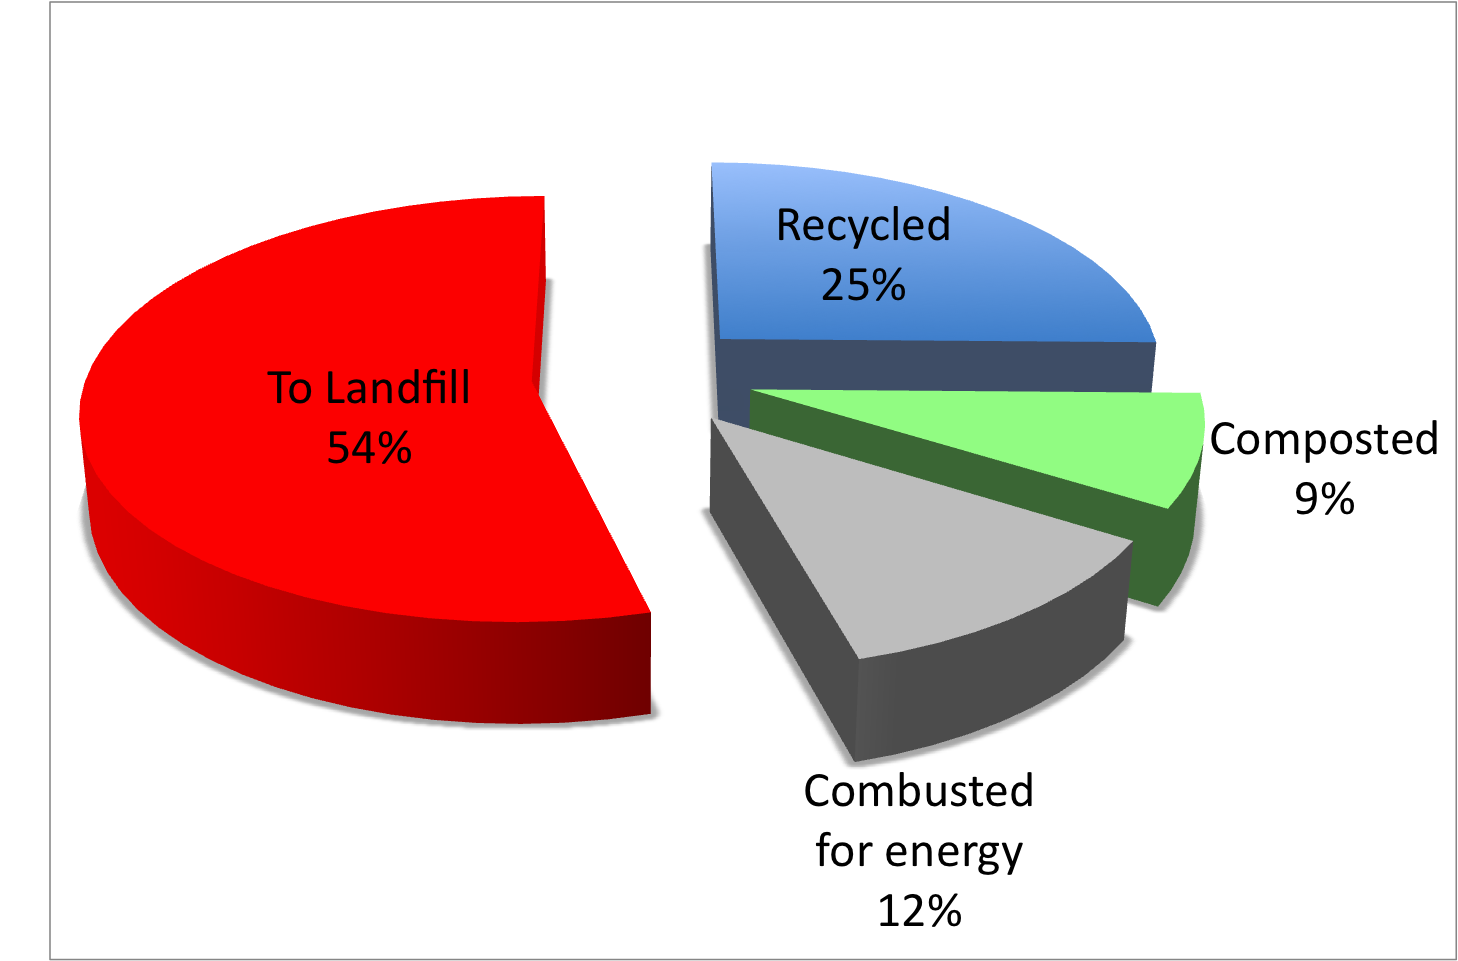 Recycled
25%
To Landfill
54%
Composted
9%
Combusted
for energy
12%